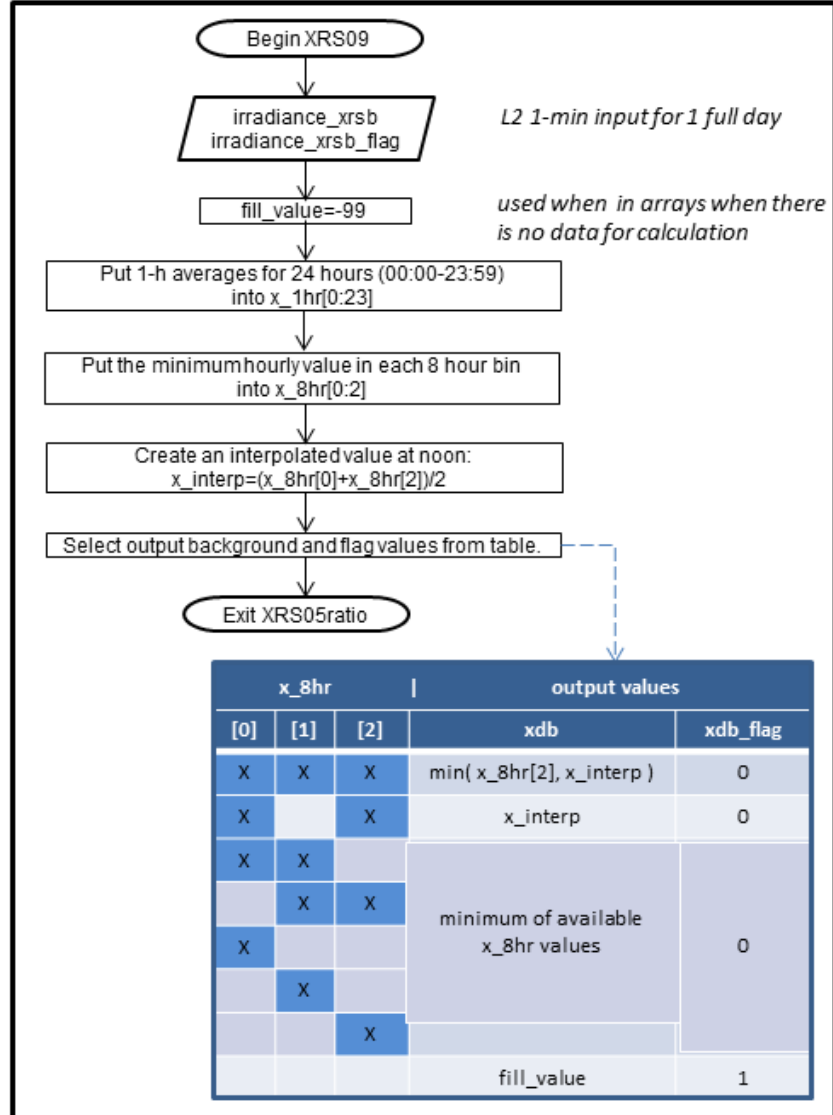 Begin XRS09
irradiance_xrsb
irradiance_xrsb_flag
L2 1-min input for 1 full day
fill_value=-99
used when in arrays when there
is no data for calculation
Put 1-h averages for 24 hours (00:00-23:59)
into x_1hr[0:23]
Put the minimum hourly value in each 8 hour bin
into x_8hr[0:2]
Create an interpolated value at noon:
x_interp=(x_8hr[0]+x_8hr[2])/2
Select output background and flag values from table.
Exit XRS05ratio
x_8hr | output values
[0] [1] [2] xdb xdb_flag
X X X min( x_8hr[2], x_interp ) 0
X X x_interp 0
X X
X X
minimum of available
x_8hr values
0
X
X
X
fill_value 1